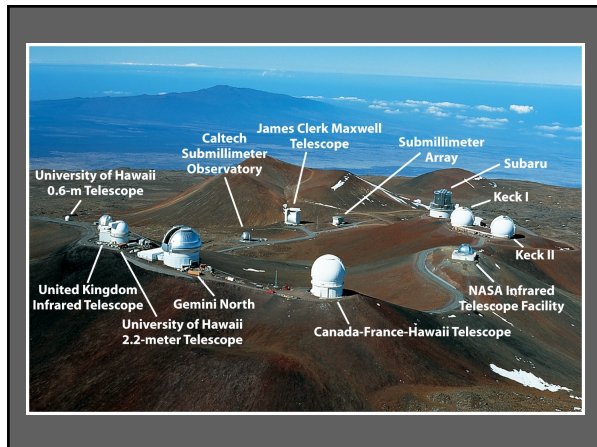 James Clerk Maxwell
Telescope
Caltech
Submillimeter
Observatory
Submillimeter
Array
Subaru
University of Hawaii
0.6-m Telescope
Keck I
Keck II
United Kingdom
Infrared Telescope
Gemini North
NASA Infrared
Telescope Facility
University of Hawaii
2.2-meter Telescope
Canada-France-Hawaii Telescope